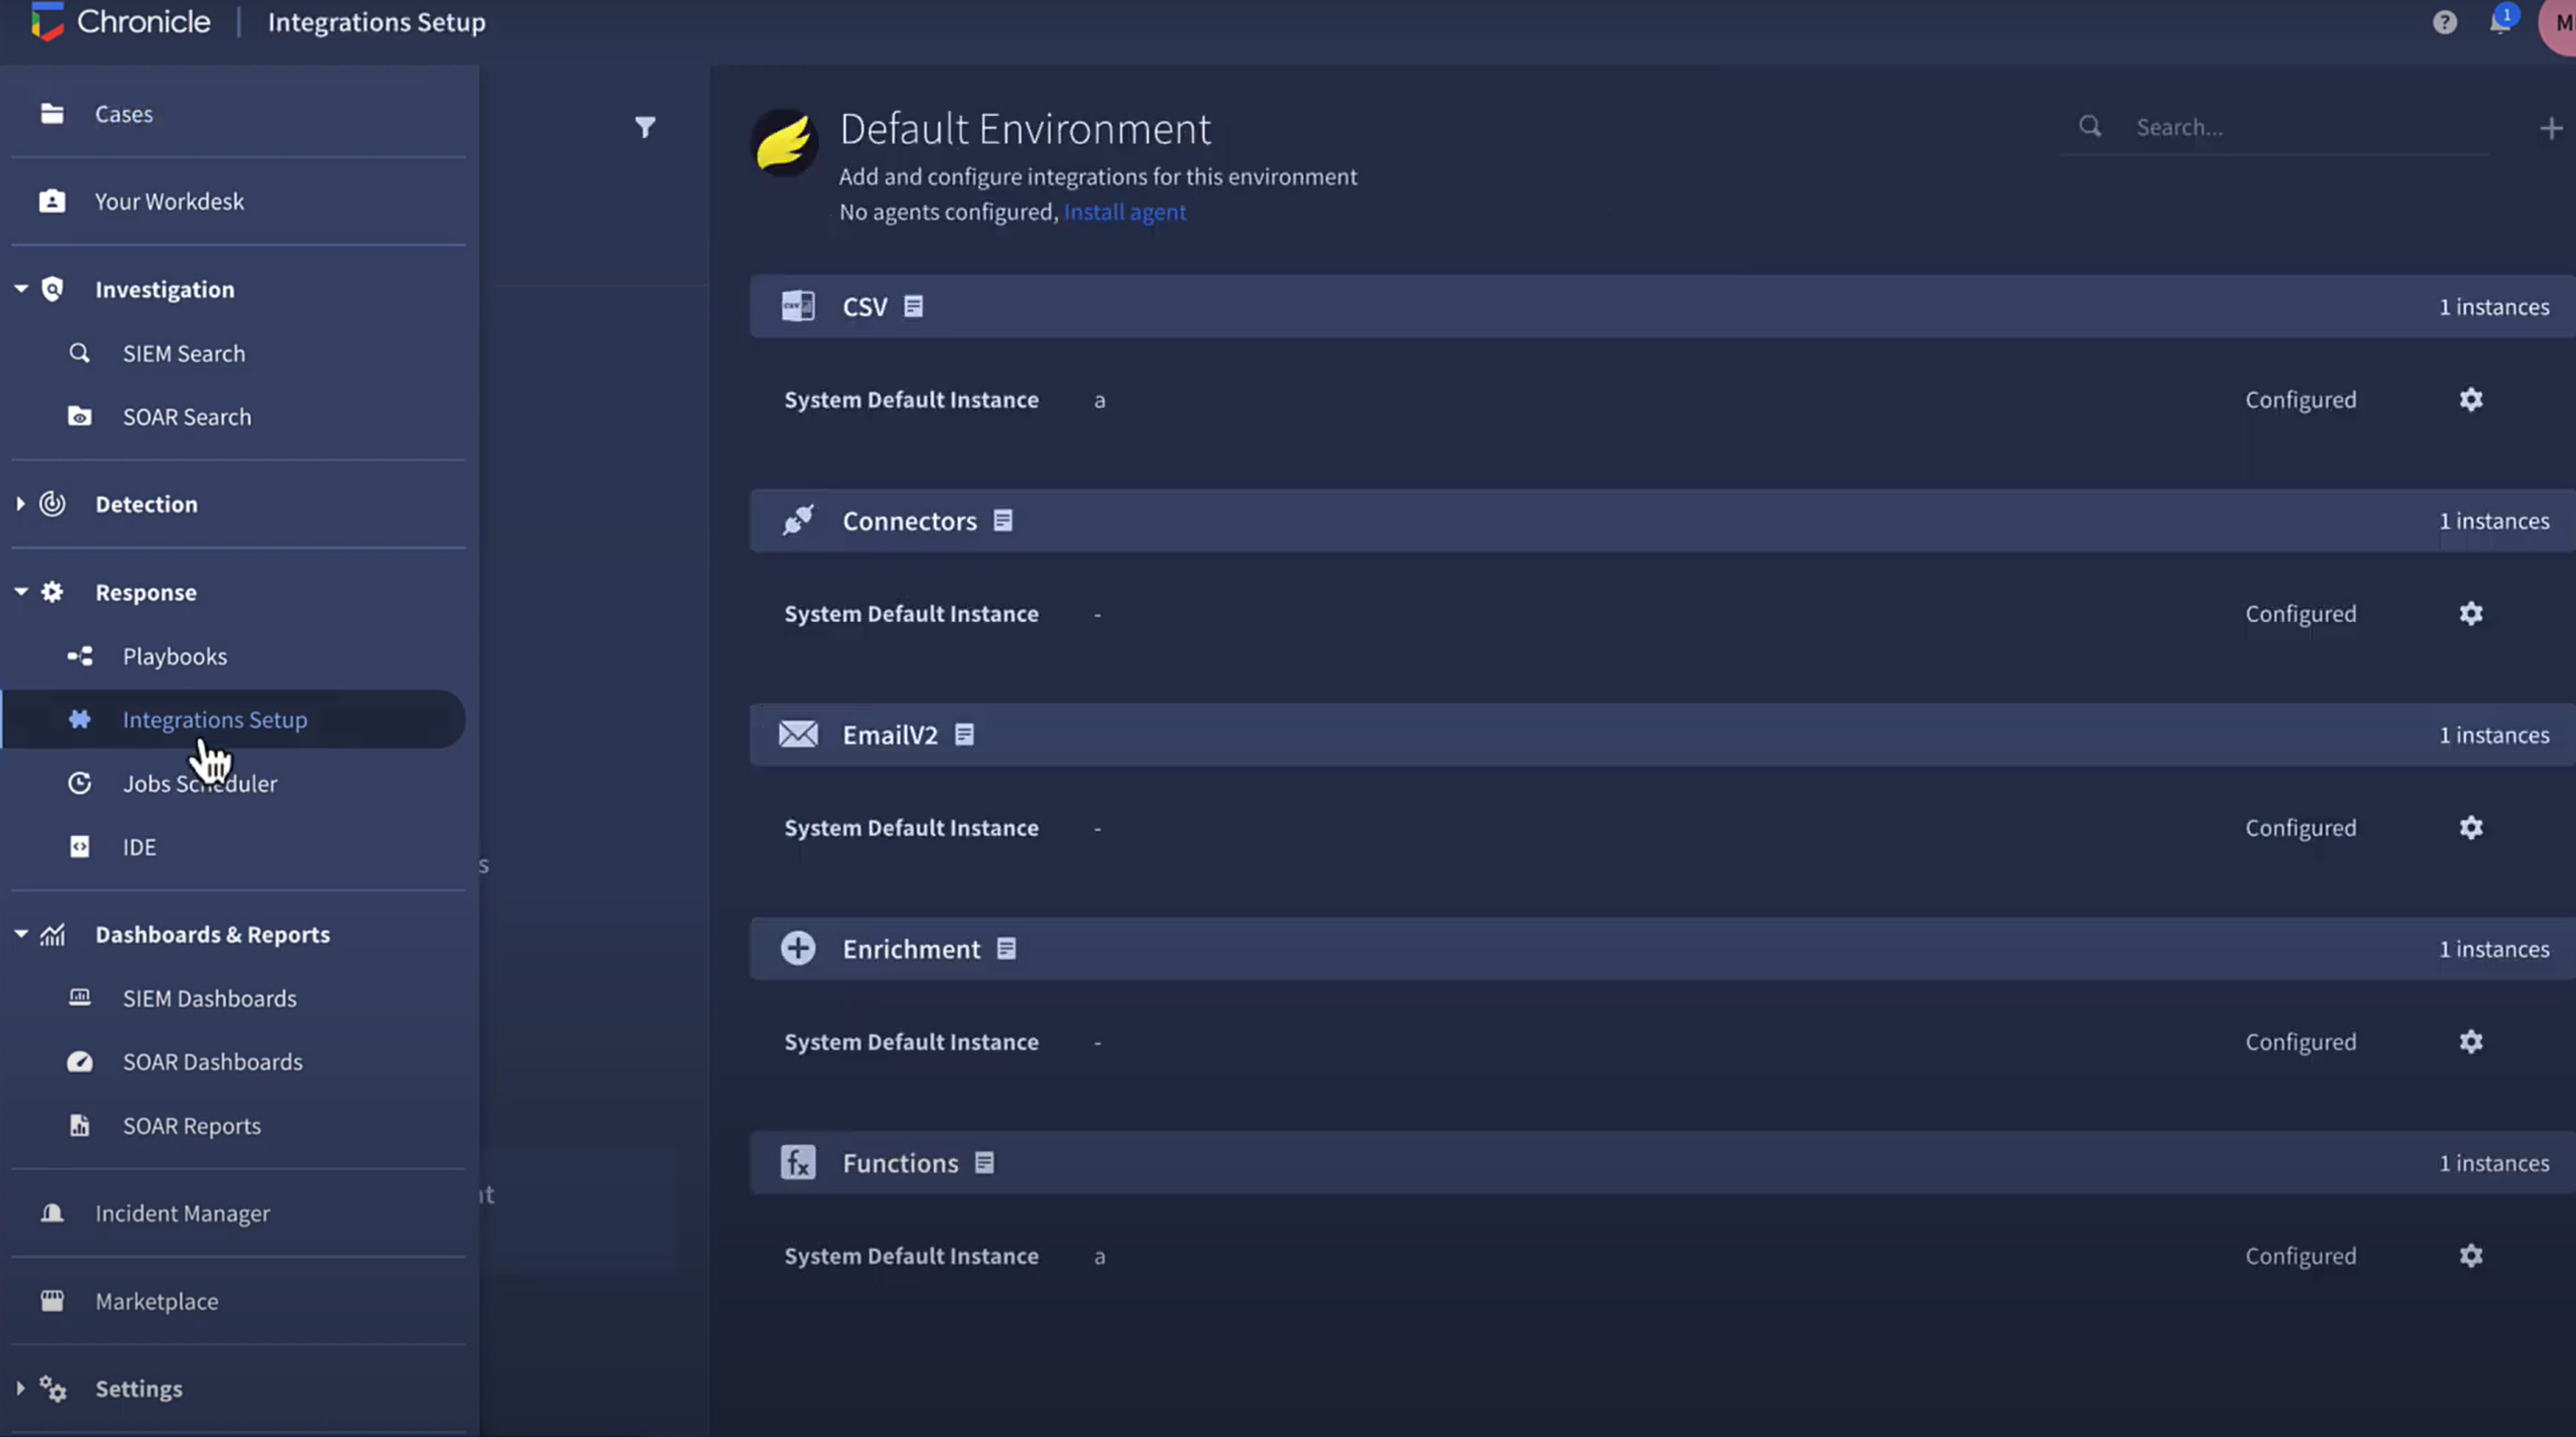 Chronicle
Integrations Setup
1
M
Cases
Your Workdesk
Investigation
SIEM Search
SOAR Search
Detection
Response
Playbooks
Integrations Setup
Jobs Scheduler
IDE
Dashboards & Reports
SIEM Dashboards
SOAR Dashboards
SOAR Reports
Incident Manager
Marketplace
Settings
Default Environment
Add and configure integrations for this environment
No agents configured, Install agent
Search...
CSV 1 instances
System Default Instance a Configured
Connectors 1 instances
System Default Instance - Configured
EmailV2 1 instances
System Default Instance - Configured
Enrichment 1 instances
System Default Instance - Configured
fx Functions 1 instances
System Default Instance a Configured